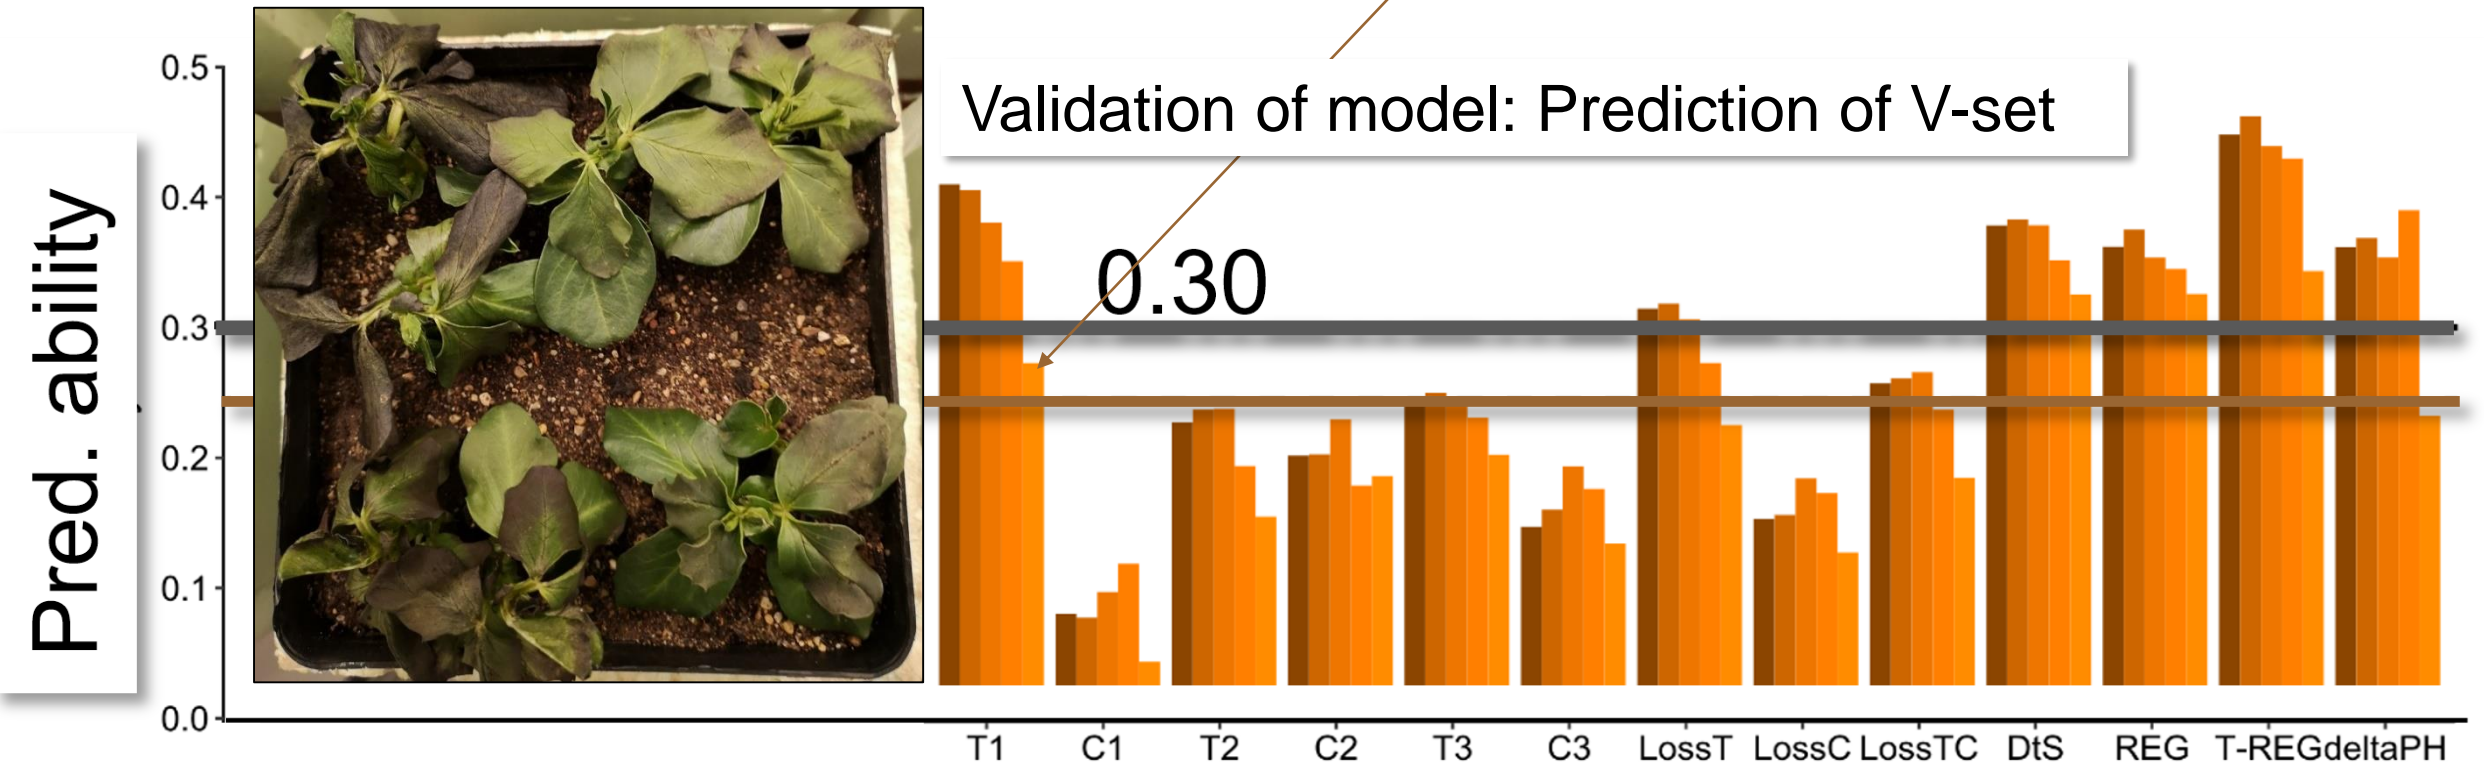 Validation of model: Prediction of V-set
Pred. ability
0.5
0.4
0.3
0.2
0.1
0.0
0.30
T1 C1 T2 C2 T3 C3 LossT LossC LossTC DtS REG T-REG deltaPH